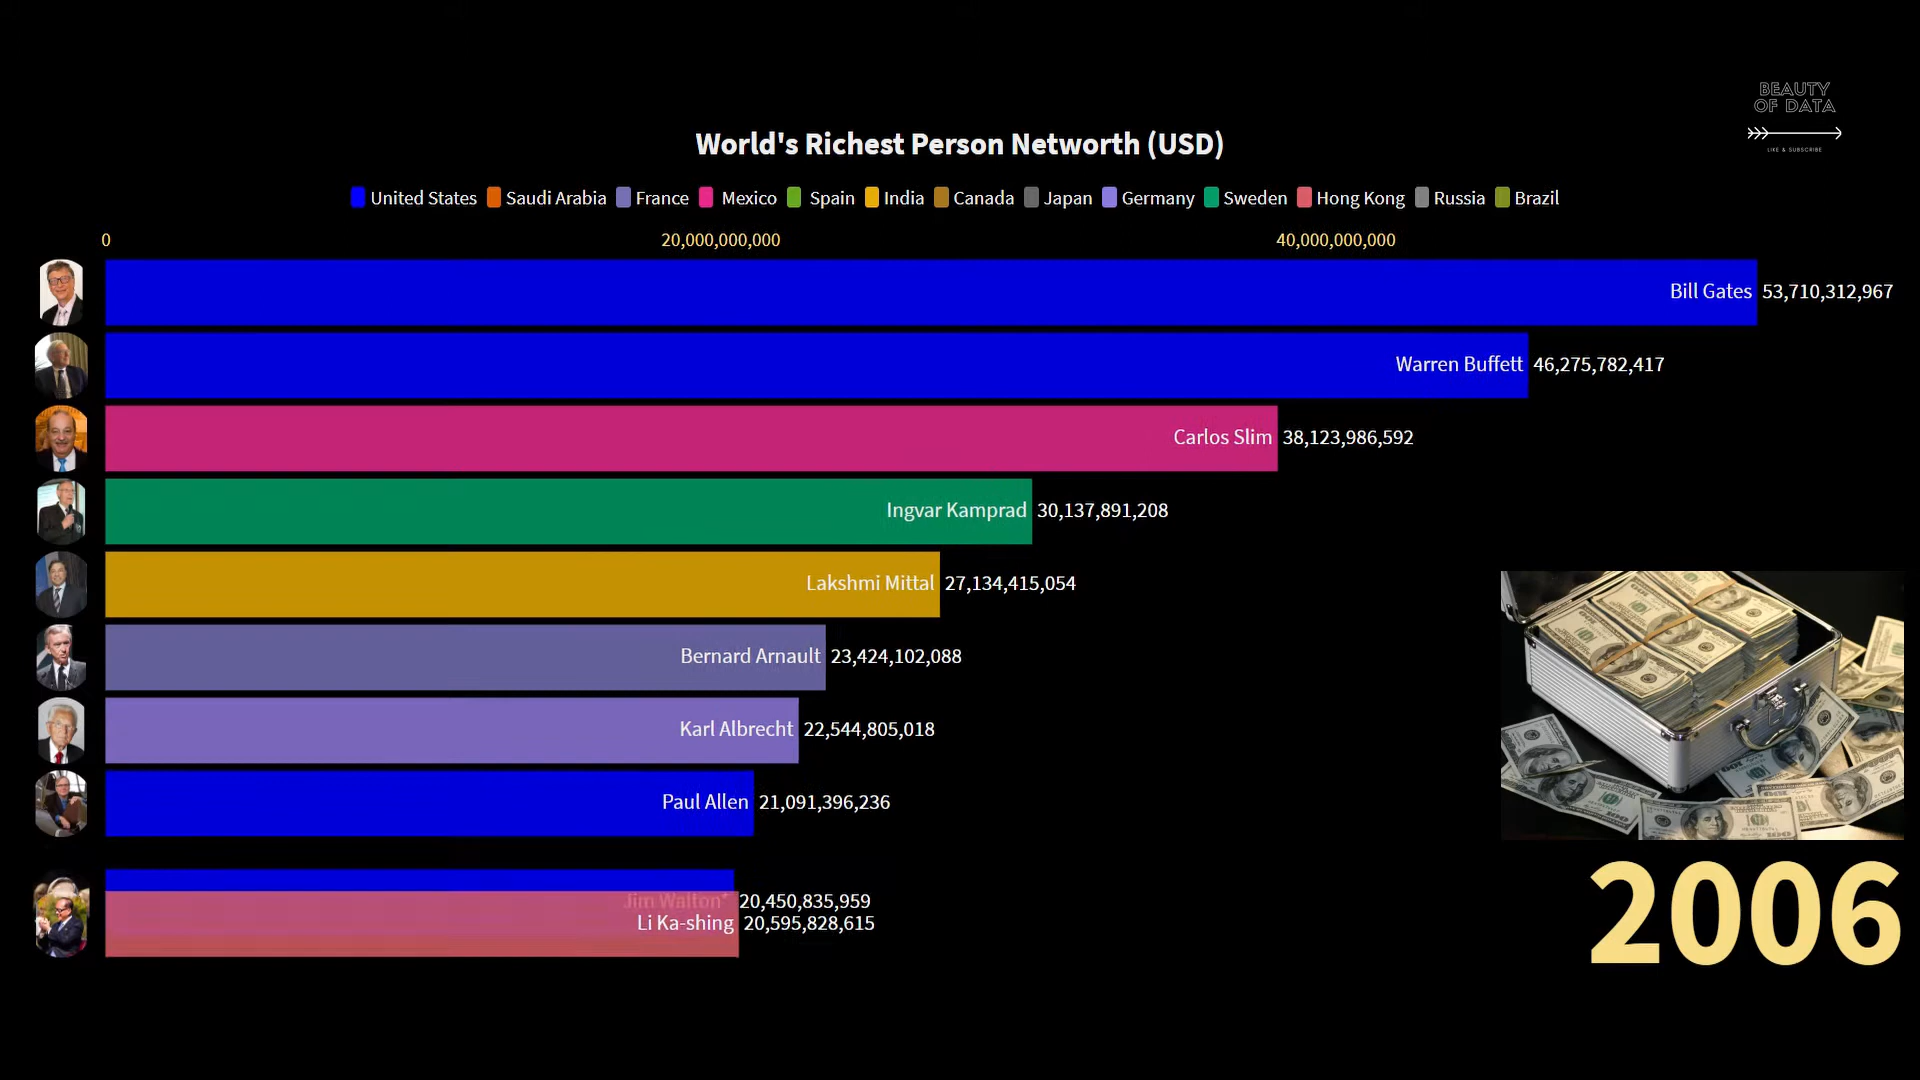 BEAUTY
OF DATA
LIKE & SUBSCRIBE
World's Richest Person Networth (USD)
United States Saudi Arabia France Mexico Spain India Canada Japan Germany Sweden Hong Kong Russia Brazil
0 20,000,000,000 40,000,000,000
Bill Gates 53,710,312,967
Warren Buffett 46,275,782,417
Carlos Slim 38,123,986,592
Ingvar Kamprad 30,137,891,208
Lakshmi Mittal 27,134,415,054
Bernard Arnault 23,424,102,088
Karl Albrecht 22,544,805,018
Paul Allen 21,091,396,236
Jim Walton* 20,450,835,959
Li Ka-shing 20,595,828,615
2006